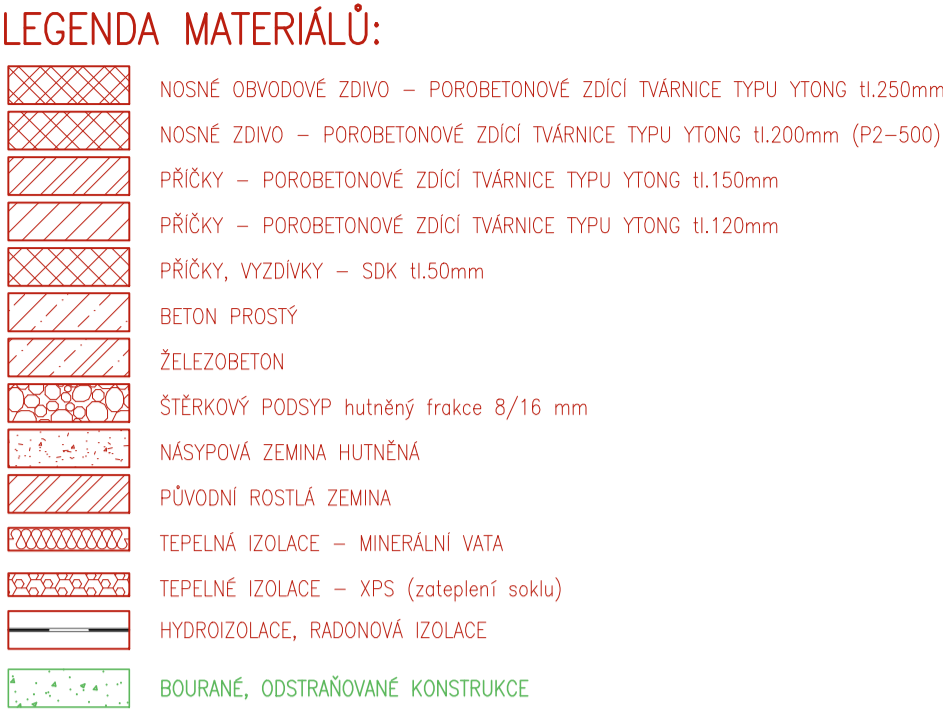 LEGENDA MATERIÁLŮ:
NOSNÉ OBVODOVÉ ZDIVO – POROBETONOVÉ ZDÍCÍ TVÁRNICE TYPU YTONG tl.250mm
NOSNÉ ZDIVO – POROBETONOVÉ ZDÍCÍ TVÁRNICE TYPU YTONG tl.200mm (P2–500)
PŘÍČKY – POROBETONOVÉ ZDÍCÍ TVÁRNICE TYPU YTONG tl.150mm
PŘÍČKY – POROBETONOVÉ ZDÍCÍ TVÁRNICE TYPU YTONG tl.120mm
PŘÍČKY, VYZDÍVKY – SDK tl.50mm
BETON PROSTÝ
ŽELEZOBETON
ŠTĚRKOVÝ PODSYP hutněný frakce 8/16 mm
NÁSYPOVÁ ZEMINA HUTNĚNÁ
PŮVODNÍ ROSTLÁ ZEMINA
TEPELNÁ IZOLACE – MINERÁLNÍ VATA
TEPELNÉ IZOLACE – XPS (zateplení soklu)
HYDROIZOLACE, RADONOVÁ IZOLACE
BOURANÉ, ODSTRAŇOVANÉ KONSTRUKCE